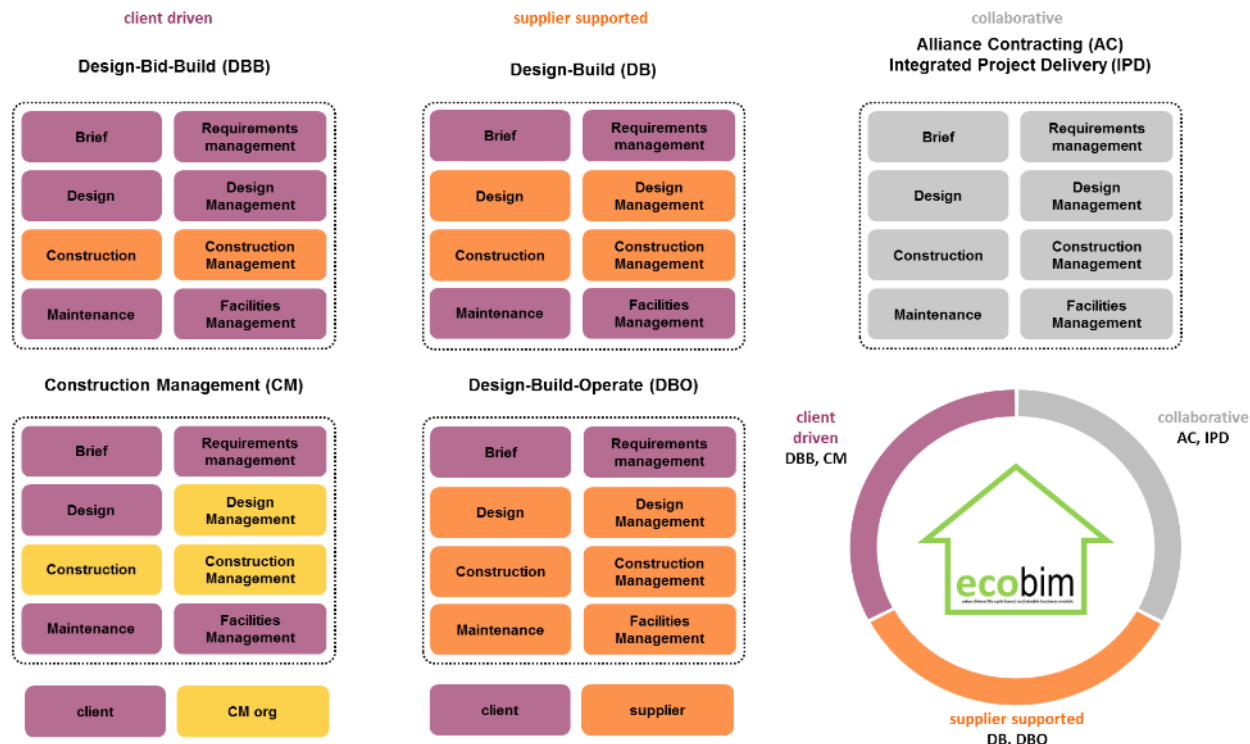 client driven
supplier supported
collaborative
Design-Bid-Build (DBB)
Design-Build (DB)
Alliance Contracting (AC)
Integrated Project Delivery (IPD)
Brief
Requirements
management
Design
Design
Management
Construction
Construction
Management
Maintenance
Facilities
Management
Brief
Requirements
management
Design
Design
Management
Construction
Construction
Management
Maintenance
Facilities
Management
Brief
Requirements
management
Design
Design
Management
Construction
Construction
Management
Maintenance
Facilities
Management
Construction Management (CM)
Design-Build-Operate (DBO)
Brief
Requirements
management
Design
Design
Management
Construction
Construction
Management
Maintenance
Facilities
Management
client
CM org
Brief
Requirements
management
Design
Design
Management
Construction
Construction
Management
Maintenance
Facilities
Management
client
supplier
client
driven
DBB, CM
collaborative
AC, IPD
ecobim
supplier supported
DB, DBO